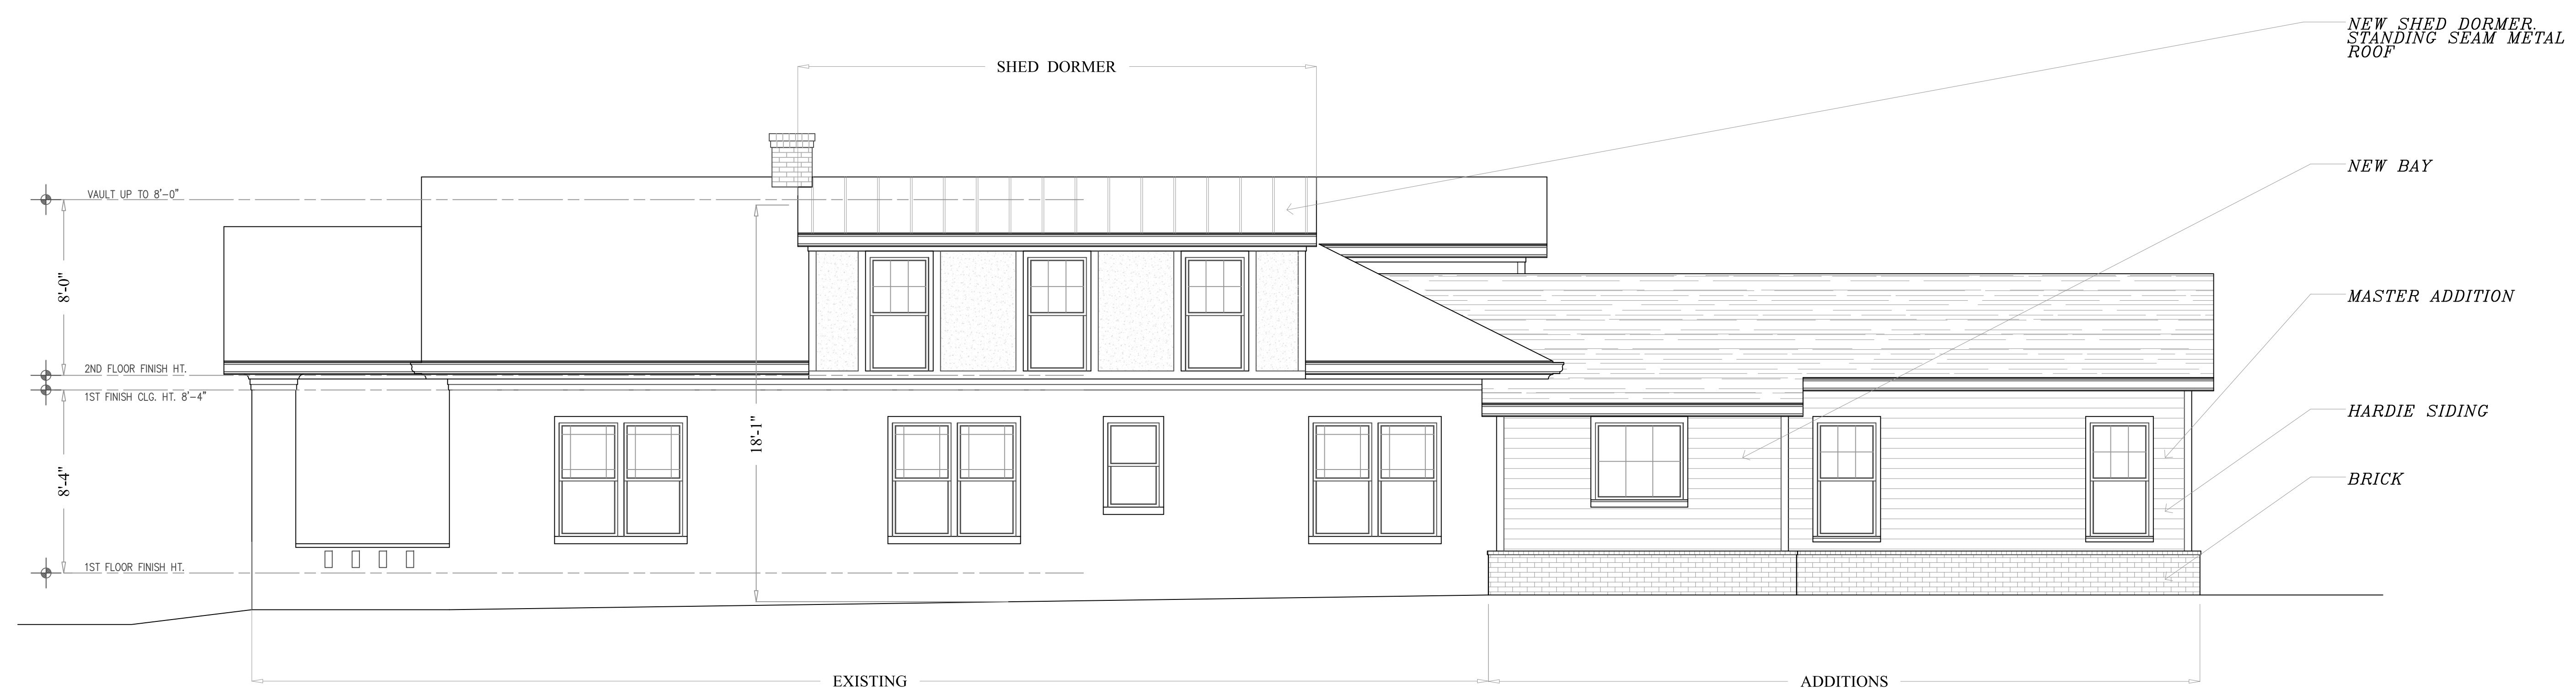 NEW SHED DORMER.
STANDING SEAM METAL
ROOF
SHED DORMER
NEW BAY
VAULT UP TO 8'-0"
8'-0"
MASTER ADDITION
2ND FLOOR FINISH HT.
1ST FINISH CLG. HT. 8'-4"
HARDIE SIDING
18'-1"
8'-4"
BRICK
1ST FLOOR FINISH HT.
EXISTING
ADDITIONS